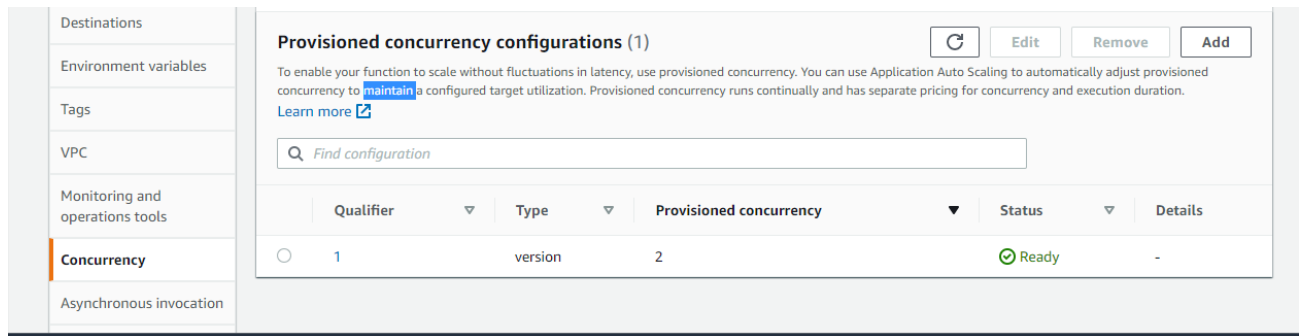 Destinations
Environment variables
Tags
VPC
Monitoring and
operations tools
Concurrency
Asynchronous invocation
Provisioned concurrency configurations (1)
Edit
Remove
Add
To enable your function to scale without fluctuations in latency, use provisioned concurrency. You can use Application Auto Scaling to automatically adjust provisioned
concurrency to maintain a configured target utilization. Provisioned concurrency runs continually and has separate pricing for concurrency and execution duration.
Learn more
Find configuration
Qualifier Type Provisioned concurrency Status Details
1 version 2 Ready -